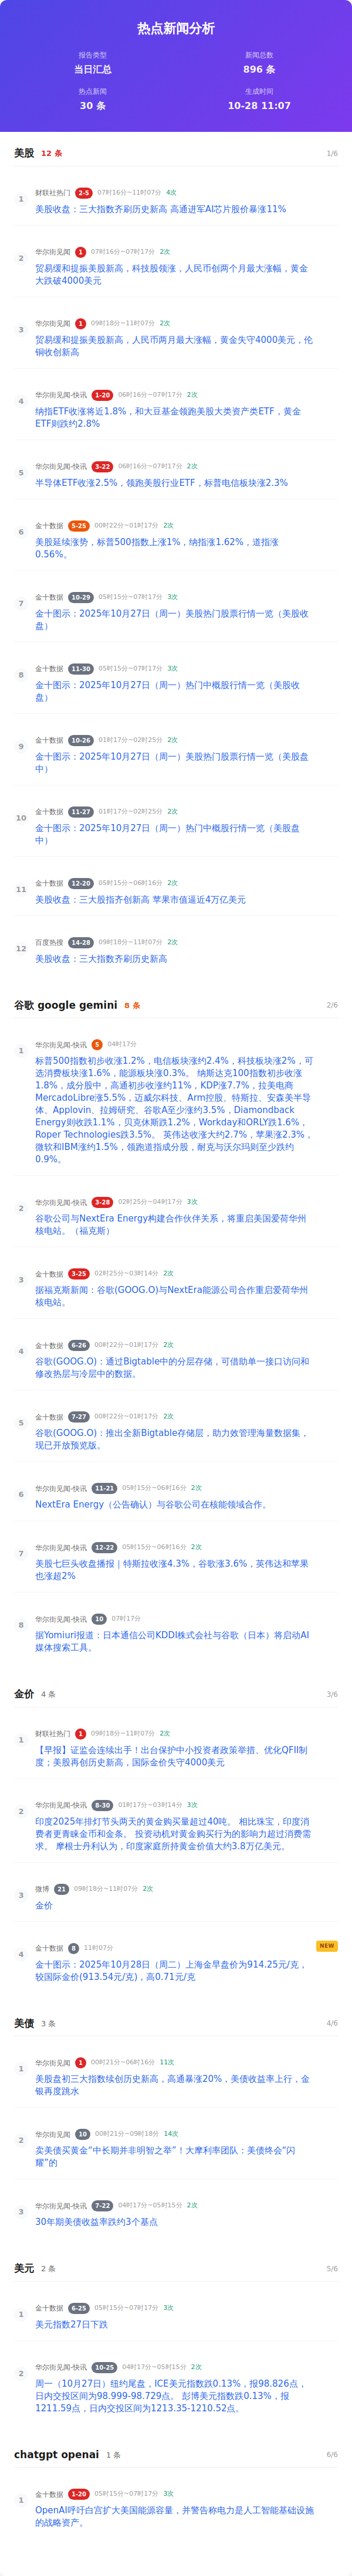 热点新闻分析
报告类型
当日汇总
新闻总数
896 条
热点新闻
30 条
生成时间
10-28 11:07
美股 12 条 1/6
1
财联社热门 2-5 07时16分~11时07分 4次
美股收盘：三大指数齐刷历史新高 高通进军AI芯片股价暴涨11%
2
华尔街见闻 1 07时16分~07时17分 2次
贸易缓和提振美股新高，科技股领涨，人民币创两个月最大涨幅，黄金
大跌破4000美元
3
华尔街见闻 1 09时18分~11时07分 2次
贸易缓和提振美股新高，人民币两月最大涨幅，黄金失守4000美元，伦
铜收创新高
4
华尔街见闻-快讯 1-20 06时16分~07时17分 2次
纳指ETF收涨将近1.8%，和大豆基金领跑美股大类资产类ETF，黄金
ETF则跌约2.8%
5
华尔街见闻-快讯 3-22 06时16分~07时17分 2次
半导体ETF收涨2.5%，领跑美股行业ETF，标普电信板块涨2.3%
6
金十数据 5-25 00时22分~01时17分 2次
美股延续涨势，标普500指数上涨1%，纳指涨1.62%，道指涨
0.56%。
7
金十数据 10-29 05时15分~07时17分 3次
金十图示：2025年10月27日（周一）美股热门股票行情一览（美股收
盘）
8
金十数据 11-30 05时15分~07时17分 3次
金十图示：2025年10月27日（周一）热门中概股行情一览（美股收
盘）
9
金十数据 10-26 01时17分~02时25分 2次
金十图示：2025年10月27日（周一）美股热门股票行情一览（美股盘
中）
10
金十数据 11-27 01时17分~02时25分 2次
金十图示：2025年10月27日（周一）热门中概股行情一览（美股盘
中）
11
金十数据 12-20 05时15分~06时16分 2次
美股收盘：三大股指齐创新高 苹果市值逼近4万亿美元
12
百度热搜 14-28 09时18分~11时07分 2次
美股收盘：三大指数齐刷历史新高
谷歌 google gemini 8 条 2/6
1
华尔街见闻-快讯 5 04时17分
标普500指数初步收涨1.2%，电信板块涨约2.4%，科技板块涨2%，可
选消费板块涨1.6%，能源板块涨0.3%。 纳斯达克100指数初步收涨
1.8%，成分股中，高通初步收涨约11%，KDP涨7.7%，拉美电商
MercadoLibre涨5.5%，迈威尔科技、Arm控股、特斯拉、安森美半导
体、Applovin、拉姆研究、谷歌A至少涨约3.5%，Diamondback
Energy则收跌1.1%，贝克休斯跌1.2%，Workday和ORLY跌1.6%，
Roper Technologies跌3.5%。 英伟达收涨大约2.7%，苹果涨2.3%，
微软和IBM涨约1.5%，领跑道指成分股，耐克与沃尔玛则至少跌约
0.9%。
2
华尔街见闻-快讯 3-28 02时25分~04时17分 3次
谷歌公司与NextEra Energy构建合作伙伴关系，将重启美国爱荷华州
核电站。（福克斯）
3
金十数据 3-25 02时25分~03时14分 2次
据福克斯新闻：谷歌(GOOG.O)与NextEra能源公司合作重启爱荷华州
核电站。
4
金十数据 6-26 00时22分~01时17分 2次
谷歌(GOOG.O)：通过Bigtable中的分层存储，可借助单一接口访问和
修改热层与冷层中的数据。
5
金十数据 7-27 00时22分~01时17分 2次
谷歌(GOOG.O)：推出全新Bigtable存储层，助力效管理海量数据集，
现已开放预览版。
6
华尔街见闻-快讯 11-21 05时15分~06时16分 2次
NextEra Energy（公告确认）与谷歌公司在核能领域合作。
7
华尔街见闻-快讯 12-22 05时15分~06时16分 2次
美股七巨头收盘播报｜特斯拉收涨4.3%，谷歌涨3.6%，英伟达和苹果
也涨超2%
8
华尔街见闻-快讯 10 07时17分
据Yomiuri报道：日本通信公司KDDI株式会社与谷歌（日本）将启动AI
媒体搜索工具。
金价 4 条 3/6
1
财联社热门 1 09时18分~11时07分 2次
【早报】证监会连续出手！出台保护中小投资者政策举措、优化QFII制
度；美股再创历史新高，国际金价失守4000美元
2
华尔街见闻-快讯 8-30 01时17分~03时14分 3次
印度2025年排灯节头两天的黄金购买量超过40吨。 相比珠宝，印度消
费者更青睐金币和金条。 投资动机对黄金购买行为的影响力超过消费需
求。 摩根士丹利认为，印度家庭所持黄金价值大约3.8万亿美元。
3
微博 21 09时18分~11时07分 2次
金价
4
金十数据 8 11时07分 NEW
金十图示：2025年10月28日（周二）上海金早盘价为914.25元/克，
较国际金价(913.54元/克)，高0.71元/克
美债 3 条 4/6
1
华尔街见闻 1 00时21分~06时16分 11次
美股盘初三大指数续创历史新高，高通暴涨20%，美债收益率上行，金
银再度跳水
2
华尔街见闻 10 00时21分~09时18分 14次
卖美债买黄金“中长期并非明智之举”！大摩利率团队：美债终会“闪
耀”的
3
华尔街见闻-快讯 7-22 04时17分~05时15分 2次
30年期美债收益率跌约3个基点
美元 2 条 5/6
1
金十数据 6-25 05时15分~07时17分 3次
美元指数27日下跌
2
华尔街见闻-快讯 10-25 04时17分~05时15分 2次
周一（10月27日）纽约尾盘，ICE美元指数跌0.13%，报98.826点，
日内交投区间为98.999-98.729点。 彭博美元指数跌0.13%，报
1211.59点，日内交投区间为1213.35-1210.52点。
chatgpt openai 1 条 6/6
1
金十数据 1-20 05时15分~07时17分 3次
OpenAI呼吁白宫扩大美国能源容量，并警告称电力是人工智能基础设施
的战略资产。